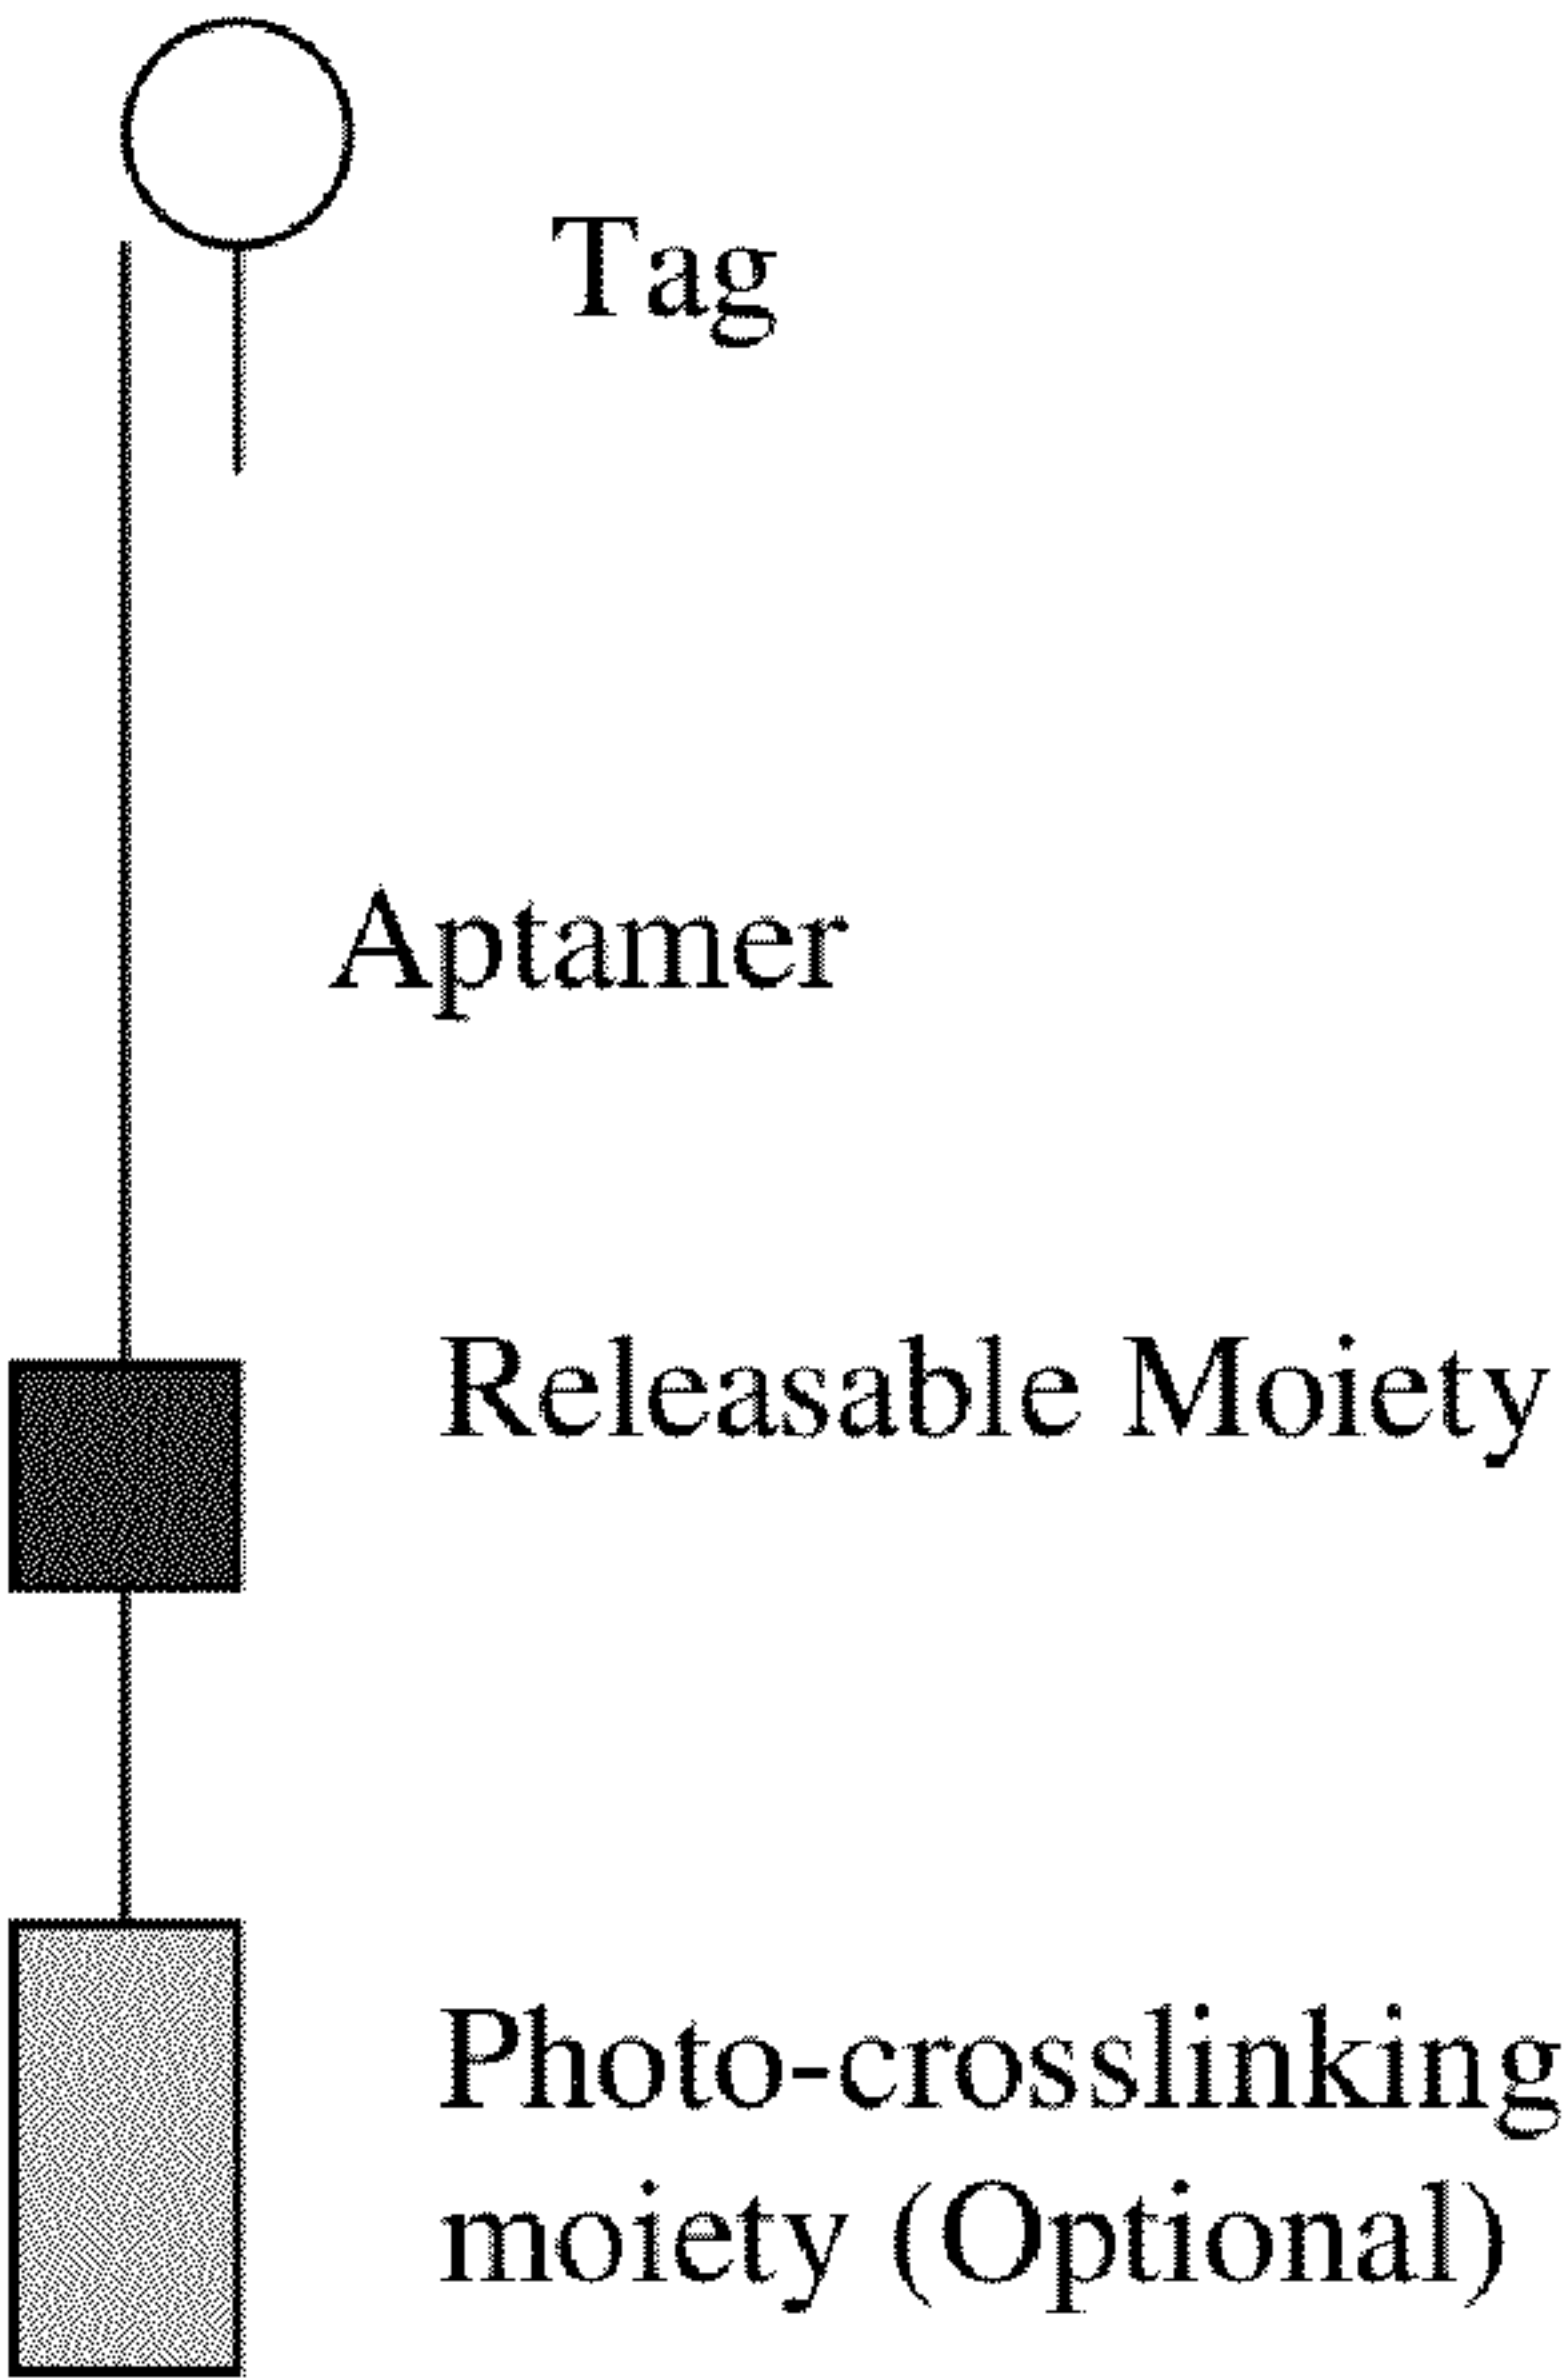 Tag
Aptamer
Releasable Moiety
Photo-crosslinking
moiety (Optional)